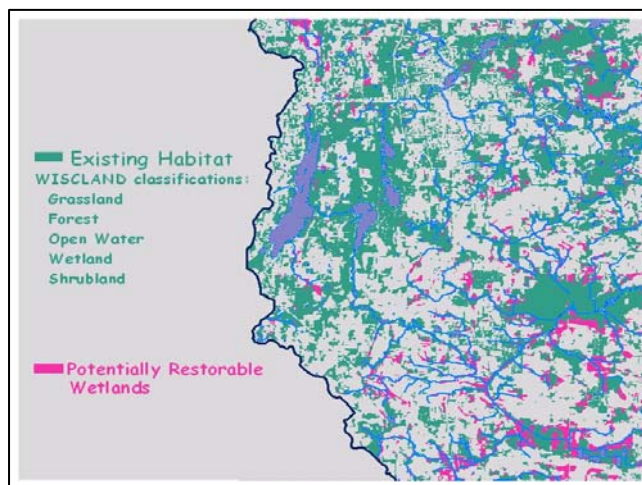 Existing Habitat
WISCLAND classifications:
Grassland
Forest
Open Water
Wetland
Shrubland
Potentially Restorable
Wetlands